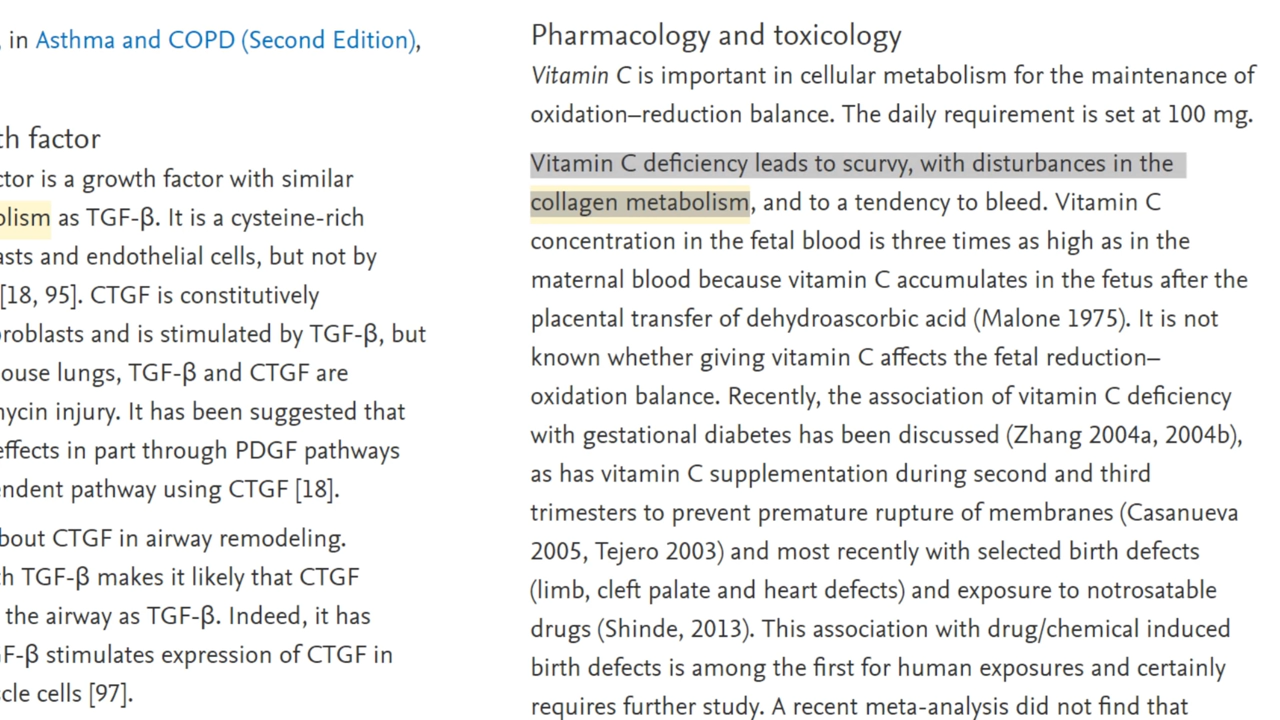 , in Asthma and COPD (Second Edition),
th factor
ctor is a growth factor with similar
olism as TGF-β. It is a cysteine-rich
asts and endothelial cells, but not by
[18, 95]. CTGF is constitutively
roblasts and is stimulated by TGF-β, but
ouse lungs, TGF-β and CTGF are
nycin injury. It has been suggested that
effects in part through PDGF pathways
endent pathway using CTGF [18].
bout CTGF in airway remodeling.
ch TGF-β makes it likely that CTGF
the airway as TGF-β. Indeed, it has
GF-β stimulates expression of CTGF in
scle cells [97].
Pharmacology and toxicology
Vitamin C is important in cellular metabolism for the maintenance of
oxidation–reduction balance. The daily requirement is set at 100 mg.
Vitamin C deficiency leads to scurvy, with disturbances in the
collagen metabolism, and to a tendency to bleed. Vitamin C
concentration in the fetal blood is three times as high as in the
maternal blood because vitamin C accumulates in the fetus after the
placental transfer of dehydroascorbic acid (Malone 1975). It is not
known whether giving vitamin C affects the fetal reduction–
oxidation balance. Recently, the association of vitamin C deficiency
with gestational diabetes has been discussed (Zhang 2004a, 2004b),
as has vitamin C supplementation during second and third
trimesters to prevent premature rupture of membranes (Casanueva
2005, Tejero 2003) and most recently with selected birth defects
(limb, cleft palate and heart defects) and exposure to notrosatable
drugs (Shinde, 2013). This association with drug/chemical induced
birth defects is among the first for human exposures and certainly
requires further study. A recent meta-analysis did not find that